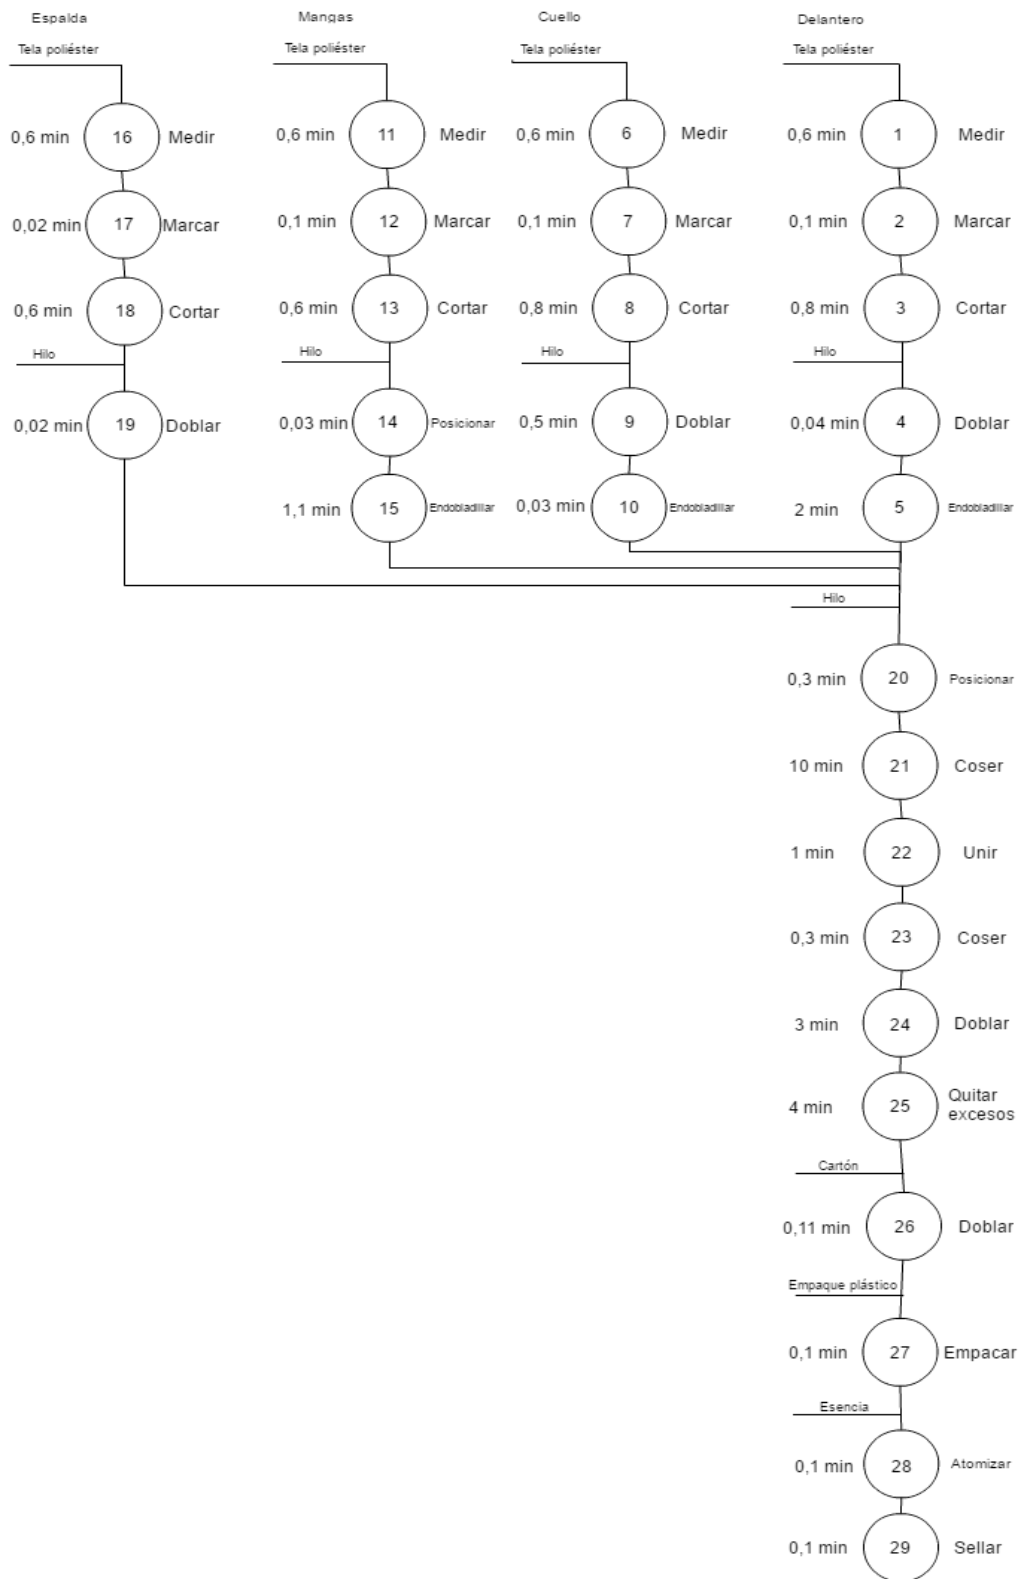 Espalda
Mangas
Cuello
Delantero
Tela poliéster
Tela poliéster
Tela poliéster
Tela poliéster
0,6 min 16 Medir
0,6 min 11 Medir
0,6 min 6 Medir
0,6 min 1 Medir
0,02 min 17 Marcar
0,1 min 12 Marcar
0,1 min 7 Marcar
0,1 min 2 Marcar
0,6 min 18 Cortar
0,6 min 13 Cortar
0,8 min 8 Cortar
0,8 min 3 Cortar
Hilo
Hilo
Hilo
Hilo
0,02 min 19 Doblar
0,03 min 14 Posicionar
0,5 min 9 Doblar
0,04 min 4 Doblar
1,1 min 15 Endobladillar
0,03 min 10 Endobladillar
2 min 5 Endobladillar
Hilo
0,3 min 20 Posicionar
10 min 21 Coser
1 min 22 Unir
0,3 min 23 Coser
3 min 24 Doblar
4 min 25 Quitar
excesos
Cartón
0,11 min 26 Doblar
Empaque plástico
0,1 min 27 Empacar
Esencia
0,1 min 28 Atomizar
0,1 min 29 Sellar